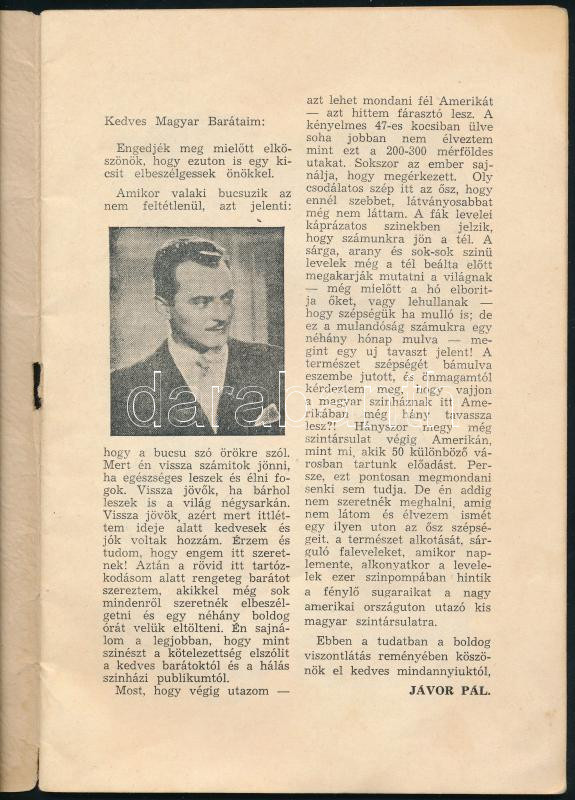 Kedves Magyar Barátaim:
Engedjék meg mielőtt elkö-
szönök, hogy ezuton is egy ki-
csit elbeszélgessek önökkel.
Amikor valaki bucsuzik az
nem feltétlenül, azt jelenti:
hogy a bucsu szó örökre szól.
Mert én vissza számitok jönni,
ha egészséges leszek és élni fo-
gok. Vissza jövök, ha bárhol
leszek is a világ négysarkán.
Vissza jövök, azért mert ittlét-
tem ideje alatt kedvesek és
jók voltak hozzám. Érzem és
tudom, hogy engem itt szeret-
nek! Aztán a rövid itt tartóz-
kodásom alatt rengeteg barátot
szereztem, akikkel még sok
mindenről szeretnék elbeszél-
getni és egy néhány boldog
órát velük eltölteni. Én sajná-
lom a legjobban, hogy mint
szinészt a kötelezettség elszólit
a kedves barátoktól és a hálás
szinházi publikumtól.
Most, hogy végig utazom —
azt lehet mondani fél Amerikát
— azt hittem fárasztó lesz. A
kényelmes 47-es kocsiban ülve
soha jobban nem élveztem
mint ezt a 200-300 mérföldes
utakat. Sokszor az ember saj-
nálja, hogy megérkezett. Oly
csodálatos szép itt az ősz, hogy
ennél szebbet, látványosabbat
még nem láttam. A fák levelei
káprázatos szinekben jelzik,
hogy számunkra jön a tél. A
sárga, arany és sok-sok szinü
levelek még a tél beálta előtt
megakarják mutatni a világnak
— még mielőtt a hó elborit-
ja őket, vagy lehullanak —
hogy szépségük ha mulló is; de
ez a mulandóság számukra egy
néhány hónap mulva — me-
gint egy uj tavaszt jelent! A
természet szépségét bámulva
eszembe jutott, és önmagamtól
kérdeztem meg, hogy vajjon
a magyar szinháznak itt Ame-
rikában még hány tavassza
lesz?! Hányszor megy még
szintársulat végig Amerikán,
mint mi, akik 50 különböző vá-
rosban tartunk előadást. Per-
sze, ezt pontosan megmondani
senki sem tudja. De én addig
nem szeretnék meghalni, amig
nem látom és élvezem ismét
egy ilyen uton az ősz szépsé-
geit, a természet alkotását, sár-
guló faleveleket, amikor nap-
lemente, alkonyatkor a levele-
lek ezer szinpompában hintik
a fénylő sugaraikat a nagy
amerikai országuton utazó kis
magyar szintársulatra.
Ebben a tudatban a boldog
viszontlátás reményében köszö-
nök el kedves mindannyiuktól,
JÁVOR PÁL.
darabanth